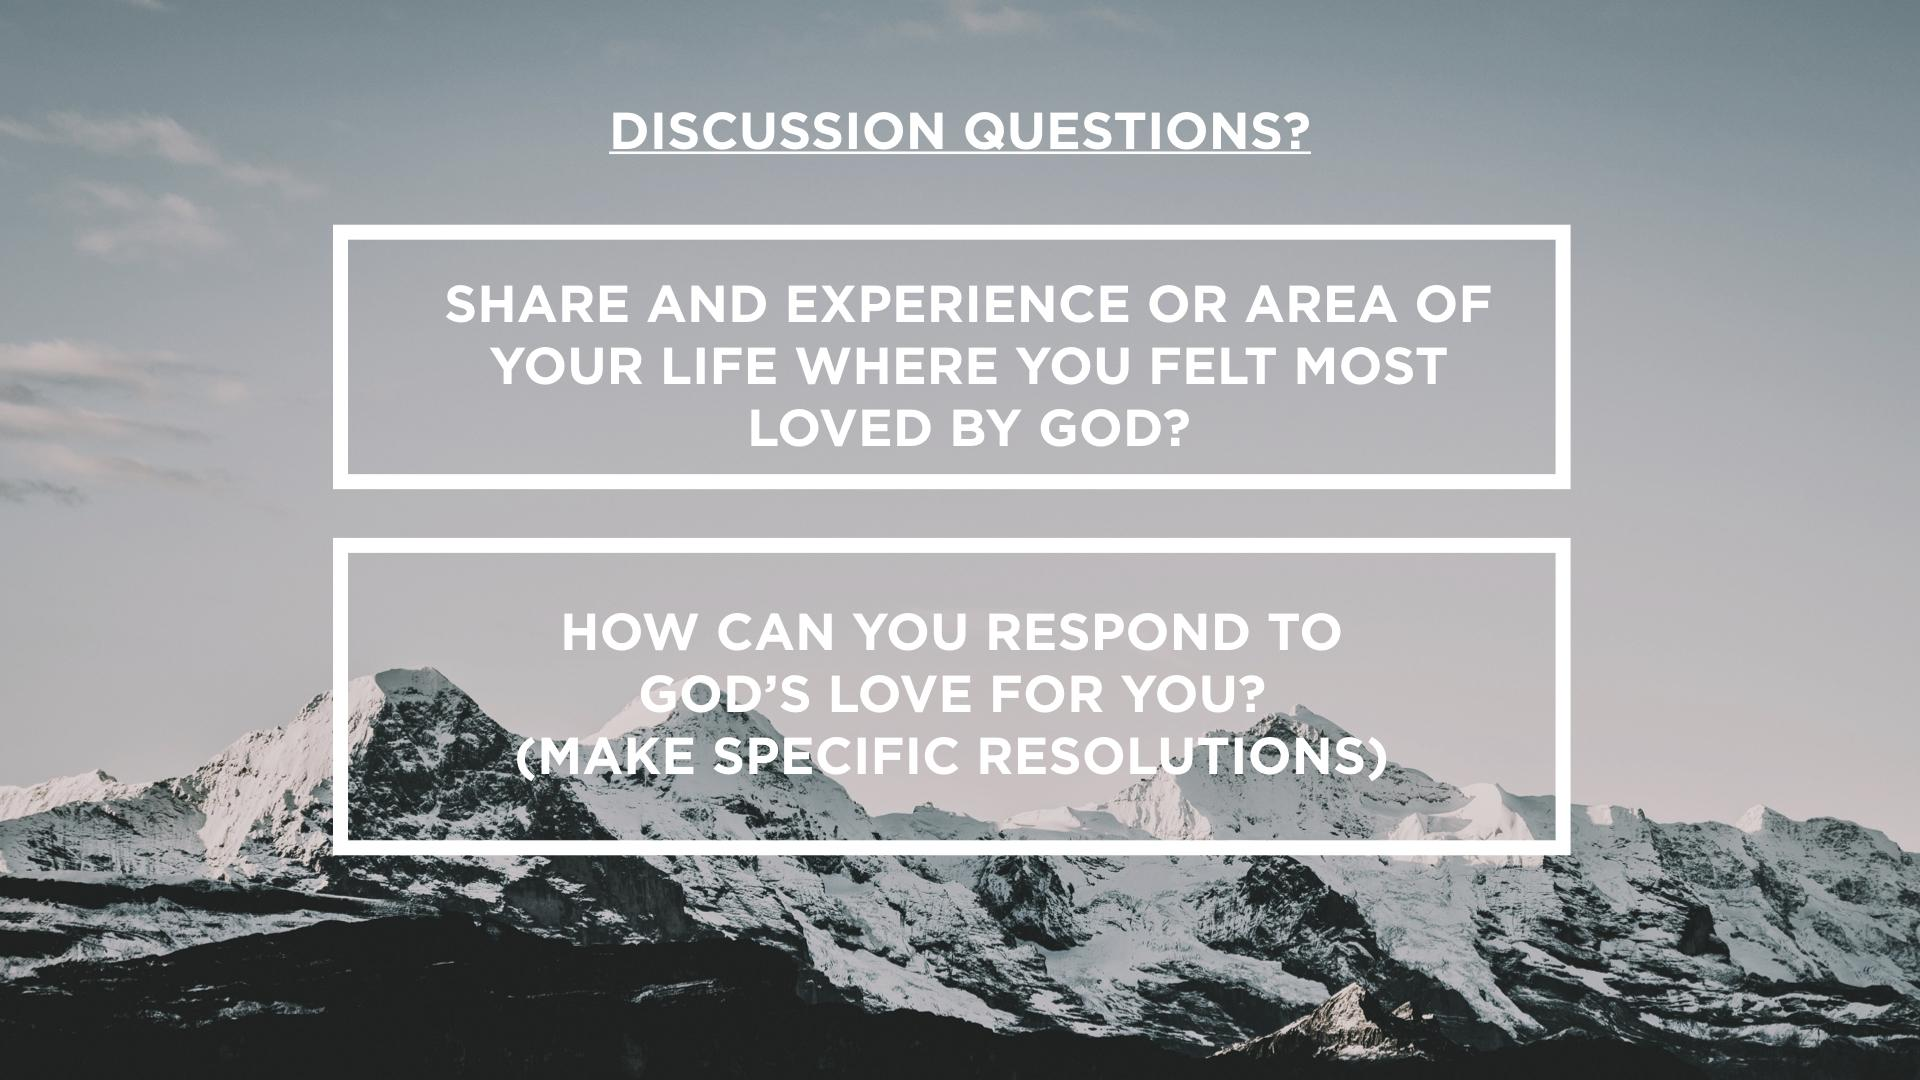 DISCUSSION QUESTIONS?
SHARE AND EXPERIENCE OR AREA OF
YOUR LIFE WHERE YOU FELT MOST
LOVED BY GOD?
HOW CAN YOU RESPOND TO
GOD’S LOVE FOR YOU?
(MAKE SPECIFIC RESOLUTIONS)